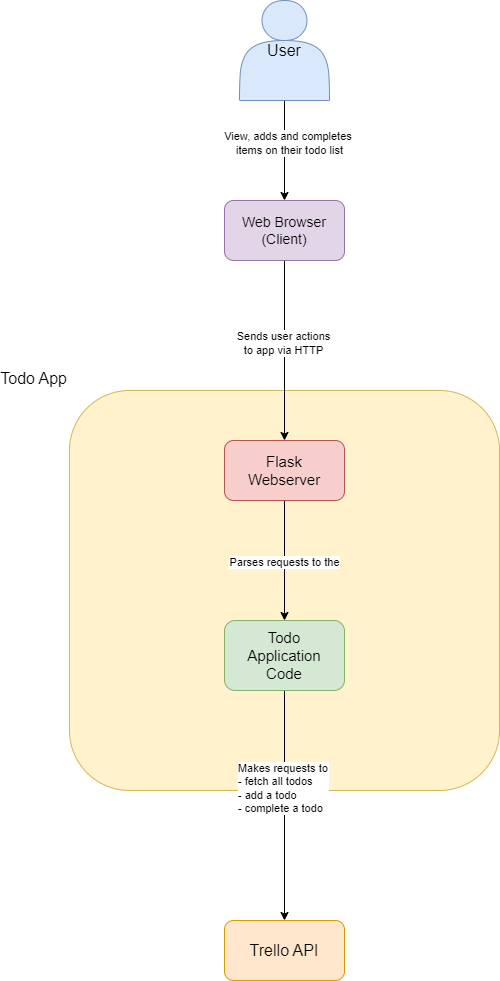 User
View, adds and completes
items on their todo list
Web Browser
(Client)
Sends user actions
to app via HTTP
Todo App
Flask
Webserver
Parses requests to the
Todo
Application
Code
Makes requests to
- fetch all todos
- add a todo
- complete a todo
Trello API